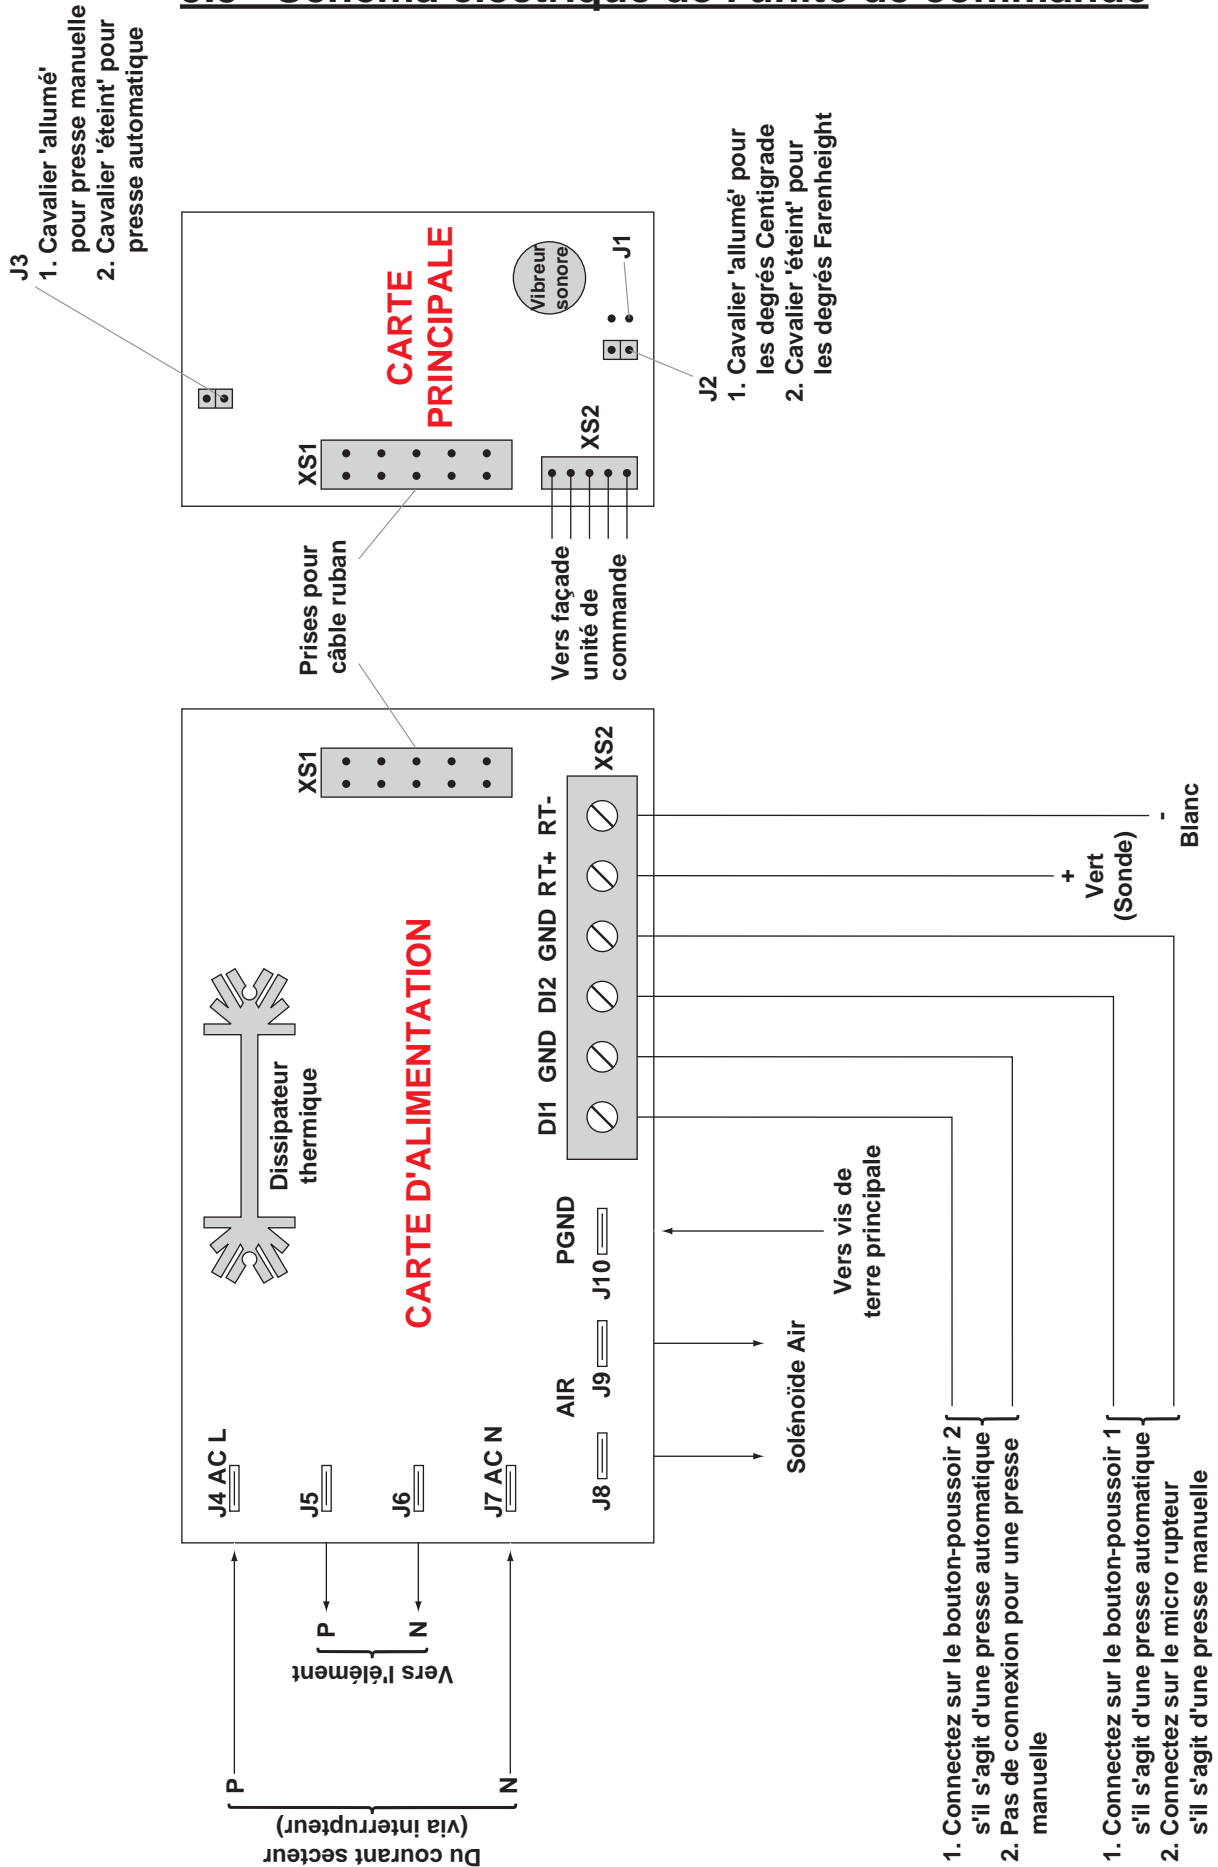 Schéma électrique de l'unité de commande
J3
1. Cavalier 'allumé'
pour presse manuelle
2. Cavalier 'éteint' pour
presse automatique
CARTE
PRINCIPALE
Vibreur
sonore
J1
XS1
XS2
J2
1. Cavalier 'allumé' pour
les degrés Centigrade
2. Cavalier 'éteint' pour
les degrés Farenheight
Prises pour
câble ruban
Vers façade
unité de
commande
XS1
Dissipateur
thermique
CARTE D'ALIMENTATION
J4 AC L
J5
J6
J7 AC N
J8
AIR
J9
J10
PGND
DI1
GND
DI2
GND
RT+
RT-
XS2
P
N
Vers l'élément
P
N
Du courant secteur
(via interrupteur)
Solénoïde Air
Vers vis de
terre principale
+
Vert
(Sonde)
-
Blanc
1. Connectez sur le bouton-poussoir 2
s'il s'agit d'une presse automatique
2. Pas de connexion pour une presse
manuelle
1. Connectez sur le bouton-poussoir 1
s'il s'agit d'une presse automatique
2. Connectez sur le micro rupteur
s'il s'agit d'une presse manuelle